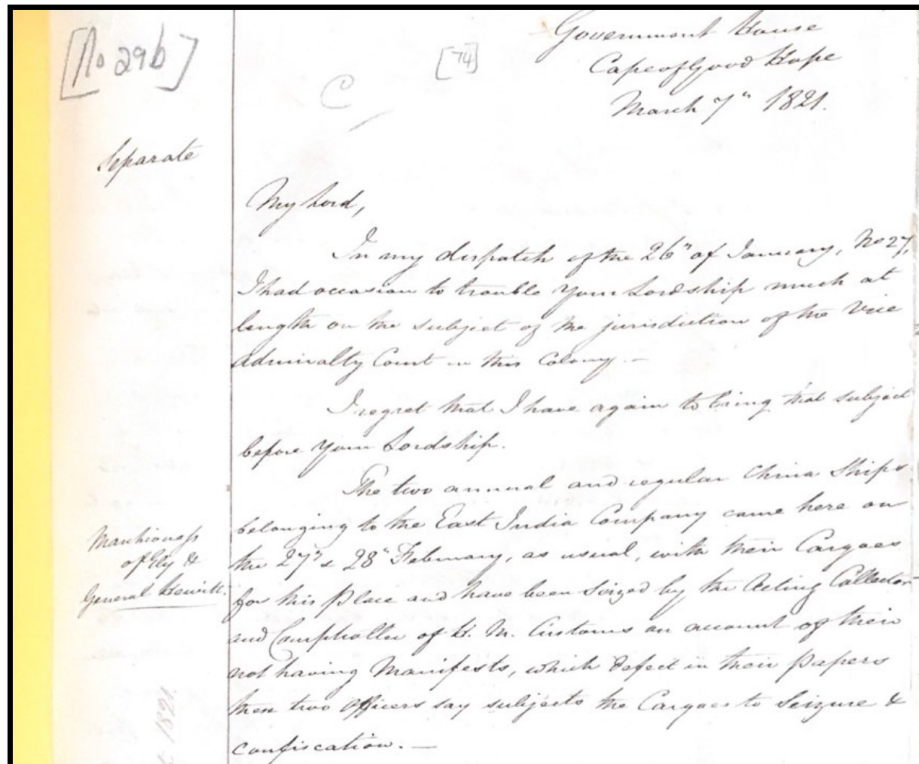 [No 29b]
[74]
C
Government House
Cape of Good Hope
March 7th 1821.
Separate
My Lord,
In my dispatch of the 26th of January, No 27,
I had occasion to trouble Your Lordship much at
length on the subject of the jurisdiction of the Vice
Admiralty Court in this Colony. —
I regret that I have again to bring that subject
before Your Lordship.
The two annual and regular China Ships
belonging to the East India Company came here on
Marchioness
of Ely &
General Hewitt.
the 27th & 28th February, as usual, with their Cargoes
for this place and have been seized by the Acting Collector
and Comptroller of H. M. Customs on account of their
not having Manifests, which defect in their papers
these two Officers say subjects the Cargoes to Seizure &
confiscation. —
1821